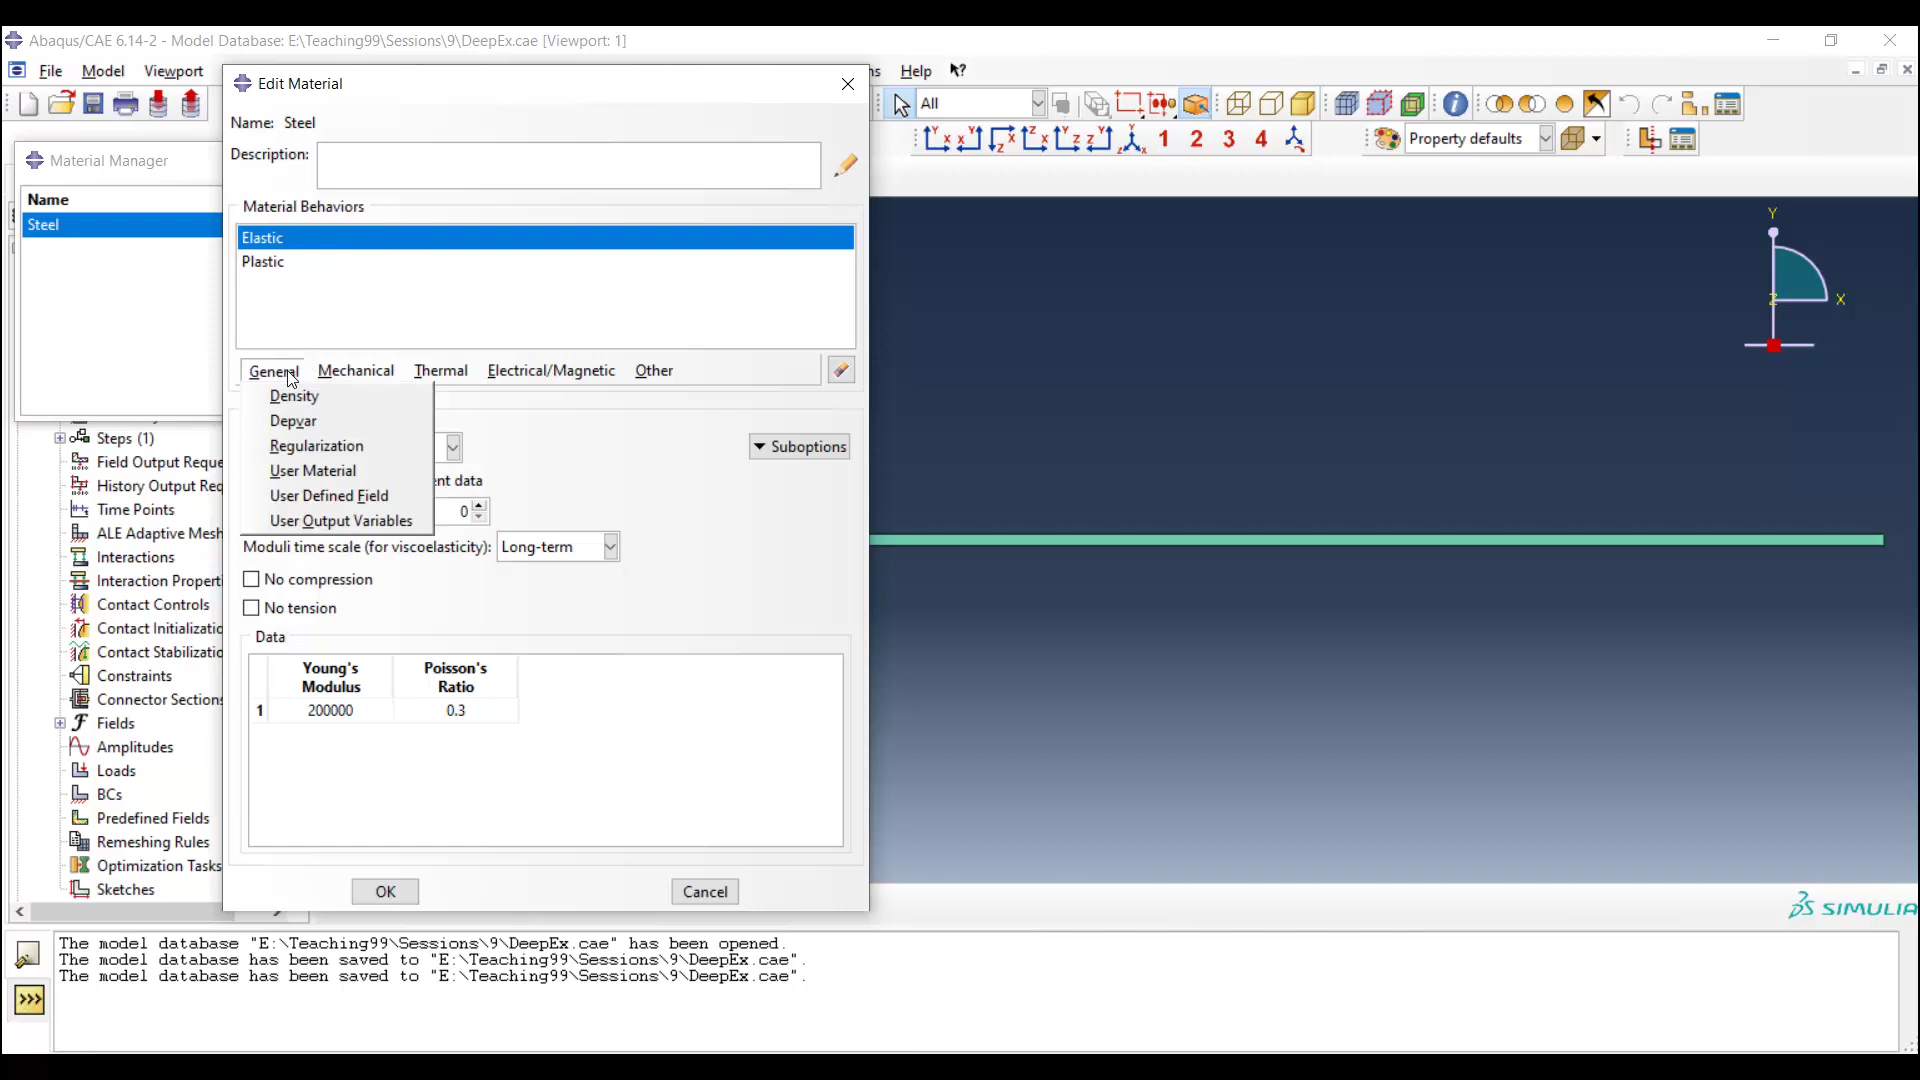 Abaqus/CAE 6.14-2 - Model Database: E:\Teaching99\Sessions\9\DeepEx.cae [Viewport: 1]
File Model Viewport Help
All
1 2 3 4
Property defaults
Material Manager
Name
Steel
Edit Material
Name: Steel
Description:
Material Behaviors
Elastic
Plastic
General Mechanical Thermal Electrical/Magnetic Other
Density
Depvar
Regularization
User Material
User Defined Field
User Output Variables
Suboptions
0
Moduli time scale (for viscoelasticity): Long-term
No compression
No tension
Data
Young's Modulus
Poisson's Ratio
1 200000 0.3
OK Cancel
Steps (1)
Field Output Reque
History Output Req
Time Points
ALE Adaptive Mesh
Interactions
Interaction Properti
Contact Controls
Contact Initializatio
Contact Stabilizatio
Constraints
Connector Sections
Fields
Amplitudes
Loads
BCs
Predefined Fields
Remeshing Rules
Optimization Tasks
Sketches
Y
Z
X
SIMULIA
The model database "E:\Teaching99\Sessions\9\DeepEx.cae" has been opened.
The model database has been saved to "E:\Teaching99\Sessions\9\DeepEx.cae".
The model database has been saved to "E:\Teaching99\Sessions\9\DeepEx.cae".